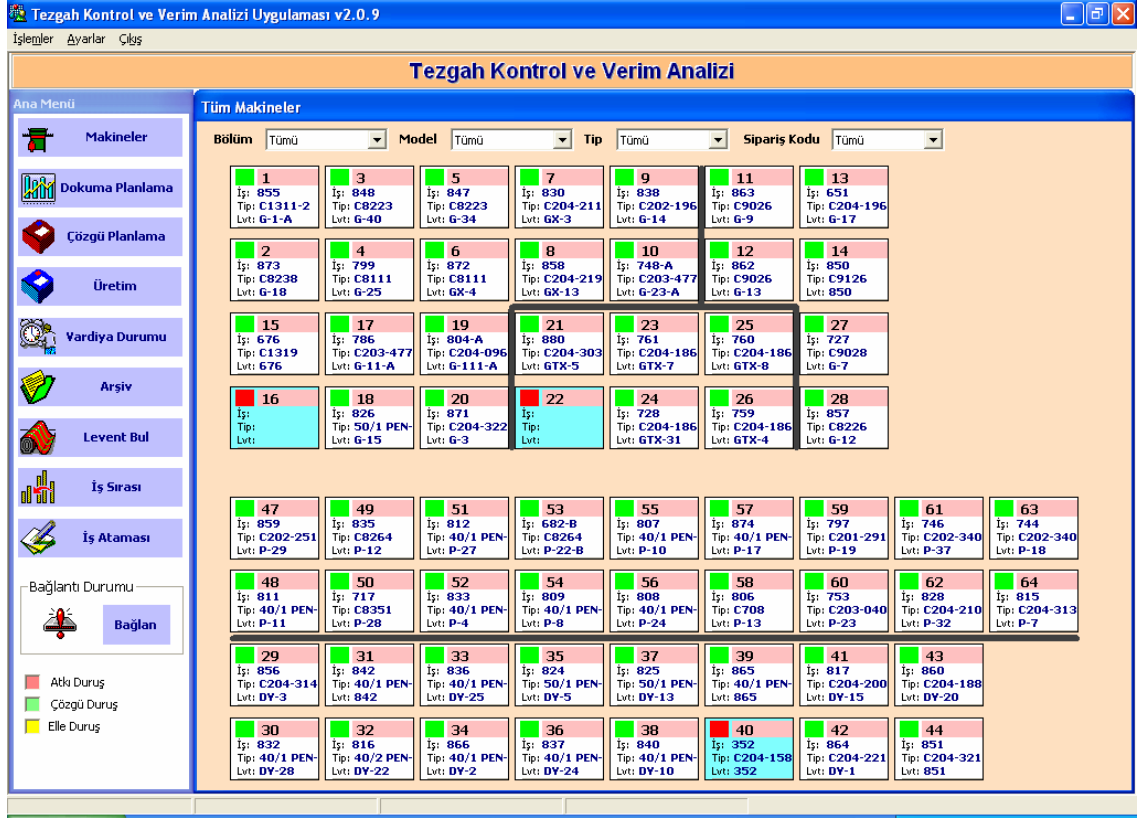 Tezgah Kontrol ve Verim Analizi Uygulaması v2.0.9
İşlemler Ayarlar Çıkış
Tezgah Kontrol ve Verim Analizi
Ana Menü
Makineler
Dokuma Planlama
Çözgü Planlama
Üretim
Vardiya Durumu
Arşiv
Levent Bul
İş Sırası
İş Ataması
Bağlantı Durumu
Bağlan
Atkı Duruş
Çözgü Duruş
Elle Duruş
Tüm Makineler
Bölüm Tümü Model Tümü Tip Tümü Sipariş Kodu Tümü
1 3 5 7 9 11 13
İş: 855 İş: 848 İş: 847 İş: 830 İş: 838 İş: 863 İş: 651
Tip: C1311-2 Tip: C8223 Tip: C8223 Tip: C204-211 Tip: C202-196 Tip: C9026 Tip: C204-196
Lvt: G-1-A Lvt: G-40 Lvt: G-34 Lvt: GX-3 Lvt: G-14 Lvt: G-9 Lvt: G-17
2 4 6 8 10 12 14
İş: 873 İş: 799 İş: 872 İş: 858 İş: 748-A İş: 862 İş: 850
Tip: C8238 Tip: C8111 Tip: C8111 Tip: C204-219 Tip: C203-477 Tip: C9026 Tip: C9126
Lvt: G-18 Lvt: G-25 Lvt: GX-4 Lvt: GX-13 Lvt: G-23-A Lvt: G-13 Lvt: 850
15 17 19 21 23 25 27
İş: 676 İş: 786 İş: 804-A İş: 880 İş: 761 İş: 760 İş: 727
Tip: C1319 Tip: C203-477 Tip: C204-096 Tip: C204-303 Tip: C204-186 Tip: C204-186 Tip: C9028
Lvt: 676 Lvt: G-11-A Lvt: G-111-A Lvt: GTX-5 Lvt: GTX-7 Lvt: GTX-8 Lvt: G-7
16 18 20 22 24 26 28
İş: İş: 826 İş: 871 İş: İş: 728 İş: 759 İş: 857
Tip: Tip: 50/1 PEN- Tip: C204-322 Tip: Tip: C204-186 Tip: C204-186 Tip: C8226
Lvt: Lvt: G-15 Lvt: G-3 Lvt: Lvt: GTX-31 Lvt: GTX-4 Lvt: G-12
47 49 51 53 55 57 59 61 63
İş: 859 İş: 835 İş: 812 İş: 682-B İş: 807 İş: 874 İş: 797 İş: 746 İş: 744
Tip: C202-251 Tip: C8264 Tip: 40/1 PEN- Tip: C8264 Tip: 40/1 PEN- Tip: 40/1 PEN- Tip: C201-291 Tip: C202-340 Tip: C202-340
Lvt: P-29 Lvt: P-12 Lvt: P-27 Lvt: P-22-B Lvt: P-10 Lvt: P-17 Lvt: P-19 Lvt: P-37 Lvt: P-18
48 50 52 54 56 58 60 62 64
İş: 811 İş: 717 İş: 833 İş: 809 İş: 808 İş: 806 İş: 753 İş: 828 İş: 815
Tip: 40/1 PEN- Tip: C8351 Tip: 40/1 PEN- Tip: 40/1 PEN- Tip: 40/1 PEN- Tip: C708 Tip: C203-040 Tip: C204-210 Tip: C204-313
Lvt: P-11 Lvt: P-28 Lvt: P-4 Lvt: P-8 Lvt: P-24 Lvt: P-13 Lvt: P-23 Lvt: P-32 Lvt: P-7
29 31 33 35 37 39 41 43
İş: 856 İş: 842 İş: 836 İş: 824 İş: 825 İş: 865 İş: 817 İş: 860
Tip: C204-314 Tip: 40/1 PEN- Tip: 40/1 PEN- Tip: 50/1 PEN- Tip: 50/1 PEN- Tip: 40/1 PEN- Tip: C204-200 Tip: C204-188
Lvt: DY-3 Lvt: 842 Lvt: DY-25 Lvt: DY-5 Lvt: DY-13 Lvt: 865 Lvt: DY-15 Lvt: DY-20
30 32 34 36 38 40 42 44
İş: 832 İş: 816 İş: 866 İş: 837 İş: 840 İş: 352 İş: 864 İş: 851
Tip: 40/1 PEN- Tip: 40/2 PEN- Tip: 40/1 PEN- Tip: 40/1 PEN- Tip: 40/1 PEN- Tip: C204-158 Tip: C204-221 Tip: C204-321
Lvt: DY-28 Lvt: DY-22 Lvt: DY-2 Lvt: DY-24 Lvt: DY-10 Lvt: 352 Lvt: DY-1 Lvt: 851